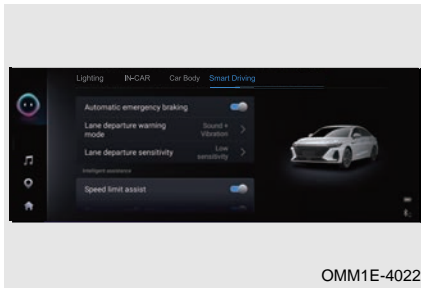 Lighting IN-CAR Car Body Smart Driving
Automatic emergency braking
Lane departure warning mode Sound + Vibration
Lane departure sensitivity Low sensitivity
Intelligent assistance
Speed limit assist
OMM1E-4022